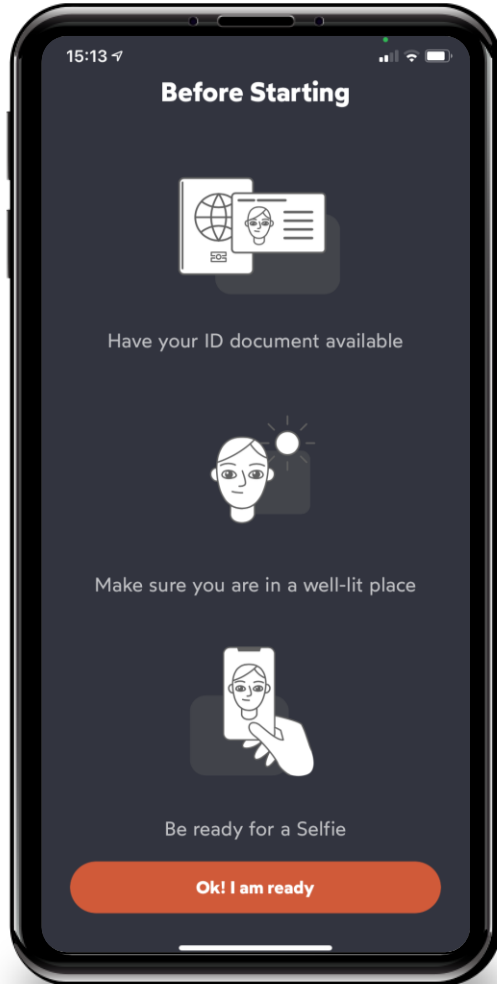 15:13
Before Starting
Have your ID document available
Make sure you are in a well-lit place
Be ready for a Selfie
Ok! I am ready